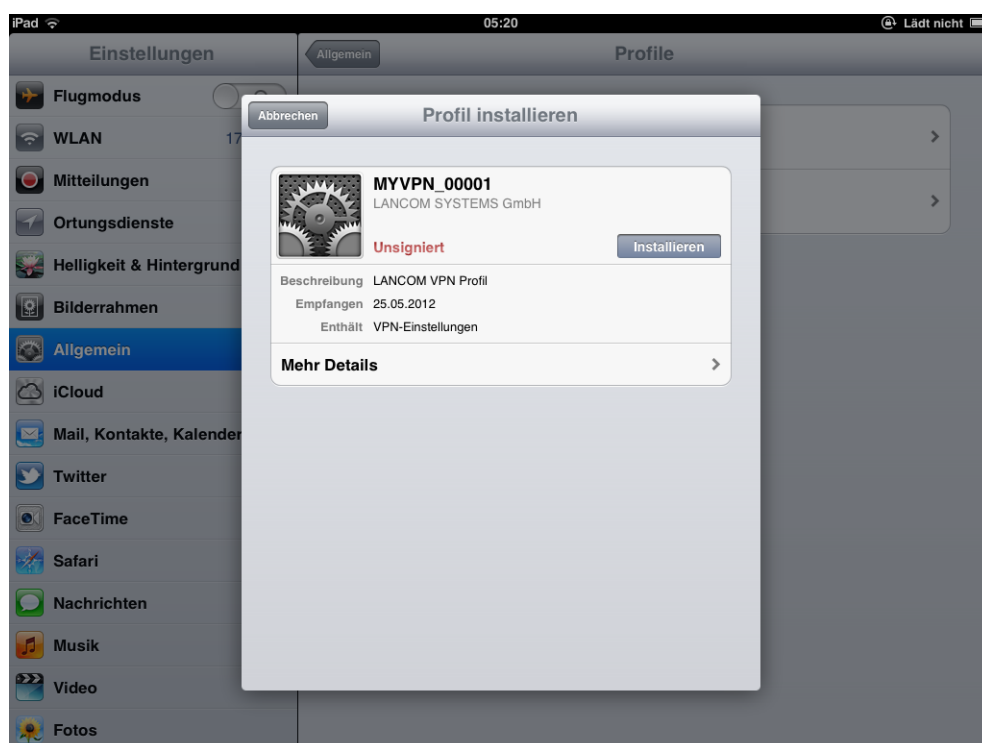 iPad 05:20 Lädt nicht
Einstellungen
Allgemein
Profile
Flugmodus
WLAN 17
Mitteilungen
Ortungsdienste
Helligkeit & Hintergrund
Bilderrahmen
Allgemein
iCloud
Mail, Kontakte, Kalender
Twitter
FaceTime
Safari
Nachrichten
Musik
Video
Fotos
Abbrechen
Profil installieren
MYVPN_00001
LANCOM SYSTEMS GmbH
Unsigniert
Installieren
Beschreibung LANCOM VPN Profil
Empfangen 25.05.2012
Enthält VPN-Einstellungen
Mehr Details